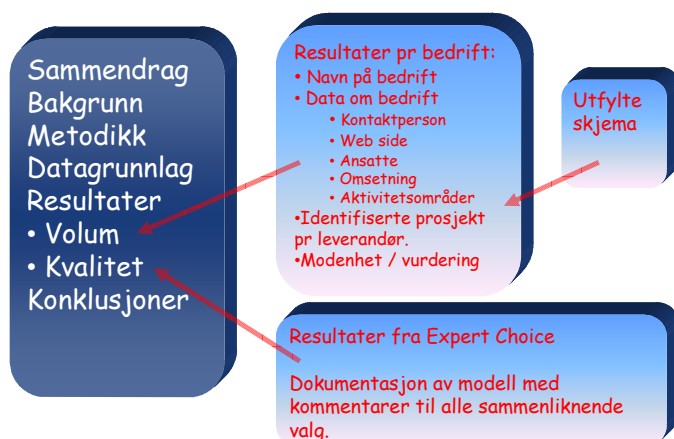 Sammendrag
Bakgrunn
Metodikk
Datagrunnlag
Resultater
• Volum
• Kvalitet
Konklusjoner
Resultater pr bedrift:
• Navn på bedrift
• Data om bedrift
• Kontaktperson
• Web side
• Ansatte
• Omsetning
• Aktivitetsområder
•Identifiserte prosjekt
pr leverandør.
•Modenhet / vurdering
Utfylte
skjema
Resultater fra Expert Choice
Dokumentasjon av modell med
kommentarer til alle sammenliknende
valg.